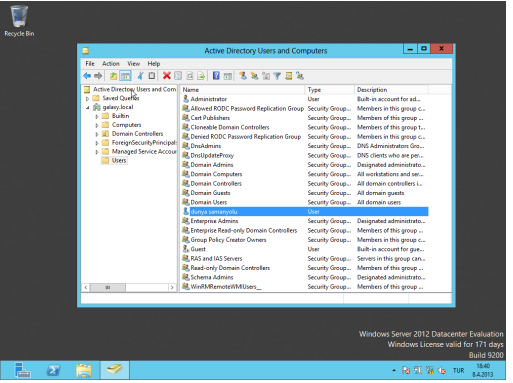 Recycle Bin
Active Directory Users and Computers
File Action View Help
Active Directory Users and Com
Saved Queries
galaxy.local
Builtin
Computers
Domain Controllers
ForeignSecurityPrincipals
Managed Service Accour
Users
Name Type Description
Administrator User Built-in account for ad...
Allowed RODC Password Replication Group Security Group... Members in this group c...
Cert Publishers Security Group... Members of this group ...
Cloneable Domain Controllers Security Group... Members of this group t...
Denied RODC Password Replication Group Security Group... Members in this group c...
DnsAdmins Security Group... DNS Administrators Gro...
DnsUpdateProxy Security Group... DNS clients who are per...
Domain Admins Security Group... Designated administrato...
Domain Computers Security Group... All workstations and ser...
Domain Controllers Security Group... All domain controllers i...
Domain Guests Security Group... All domain guests
Domain Users Security Group... All domain users
dunya samanyolu User
Enterprise Admins Security Group... Designated administrato...
Enterprise Read-only Domain Controllers Security Group... Members of this group ...
Group Policy Creator Owners Security Group... Members in this group c...
Guest User Built-in account for gue...
RAS and IAS Servers Security Group... Servers in this group can...
Read-only Domain Controllers Security Group... Members of this group ...
Schema Admins Security Group... Designated administrato...
WinRMRemoteWMIUsers__ Security Group... Members of this group ...
Windows Server 2012 Datacenter Evaluation
Windows License valid for 171 days
Build 9200
TUR
18:40
8.4.2013